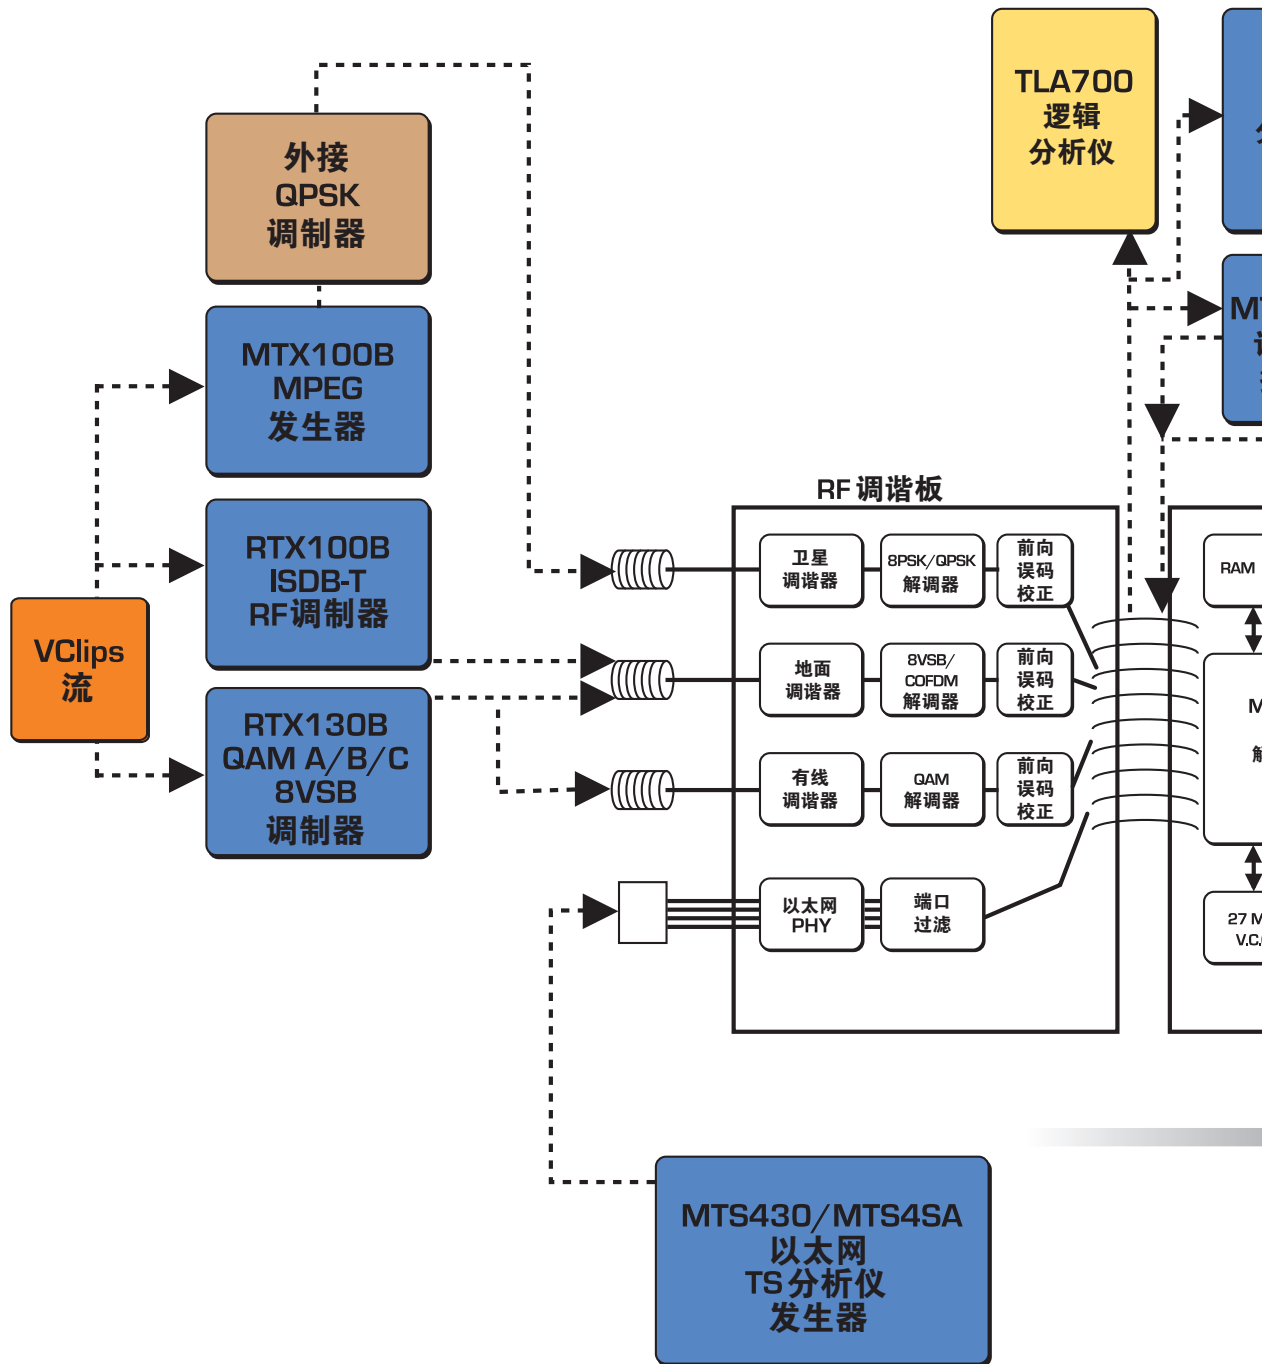 TLA700
逻辑
分析仪
外接
QPSK
调制器
MTX100B
MPEG
发生器
RTX100B
ISDB-T
RF调制器
VClips
流
RTX130B
QAM A/B/C
8VSB
调制器
RF 调谐板
卫星
调谐器
8PSK/QPSK
解调器
前向
误码
校正
RAM
地面
调谐器
8VSB/
COFDM
解调器
前向
误码
校正
有线
调谐器
QAM
解调器
前向
误码
校正
以太网
PHY
端口
过滤
27 M
V.C.
MTS430/MTS4SA
以太网
TS 分析仪
发生器